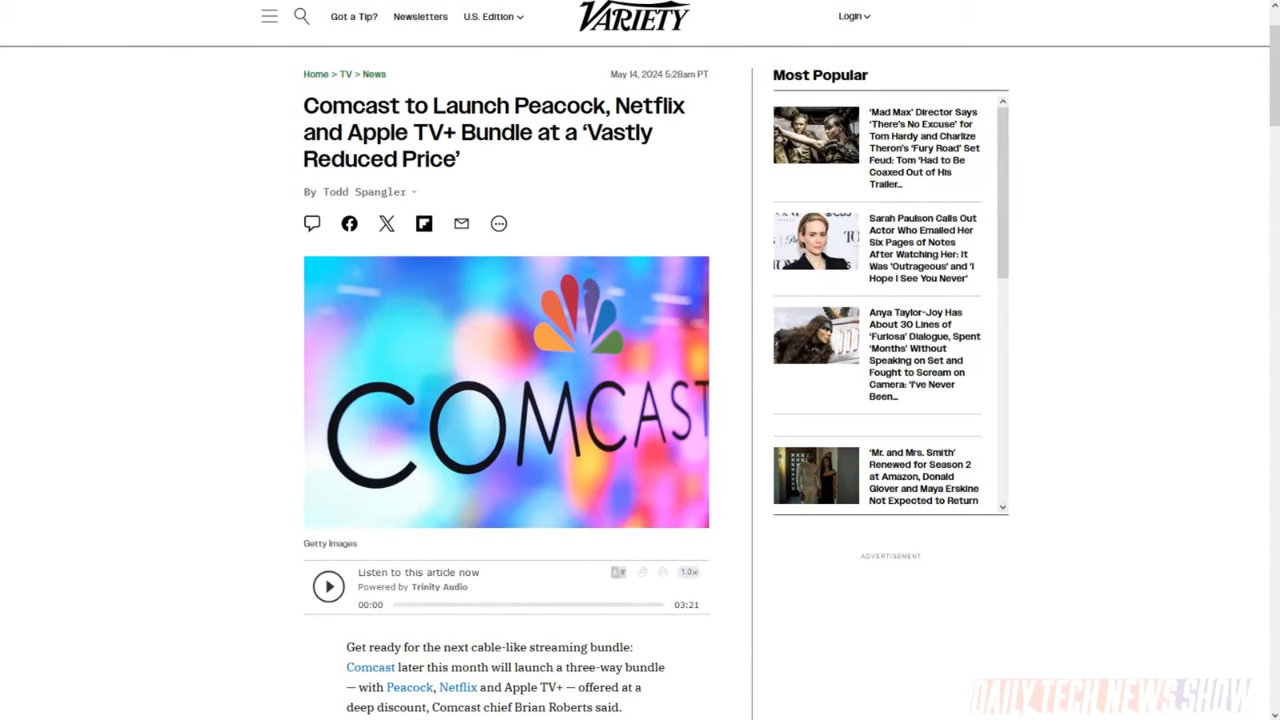 Got a Tip?
Newsletters
U.S. Edition
VARIETY
Login
Home > TV > News
May 14, 2024 5:28am PT
Comcast to Launch Peacock, Netflix
and Apple TV+ Bundle at a ‘Vastly
Reduced Price’
By Todd Spangler
COMCAST
Getty Images
Listen to this article now
Powered by Trinity Audio
1.0x
00:00
03:21
Get ready for the next cable-like streaming bundle:
Comcast later this month will launch a three-way bundle
— with Peacock, Netflix and Apple TV+ — offered at a
deep discount, Comcast chief Brian Roberts said.
Most Popular
‘Mad Max’ Director Says
‘There’s No Excuse’ for
Tom Hardy and Charlize
Theron’s ‘Fury Road’ Set
Feud: Tom ‘Had to Be
Coaxed Out of His
Trailer...
Sarah Paulson Calls Out
Actor Who Emailed Her
Six Pages of Notes
After Watching Her: It
Was ‘Outrageous’ and ‘I
Hope I See You Never’
Anya Taylor-Joy Has
About 30 Lines of
‘Furiosa’ Dialogue, Spent
‘Months’ Without
Speaking on Set and
Fought to Scream on
Camera: ‘I’ve Never
Been...
‘Mr. and Mrs. Smith’
Renewed for Season 2
at Amazon, Donald
Glover and Maya Erskine
Not Expected to Return
ADVERTISEMENT
DAILY TECH NEWS SHOW